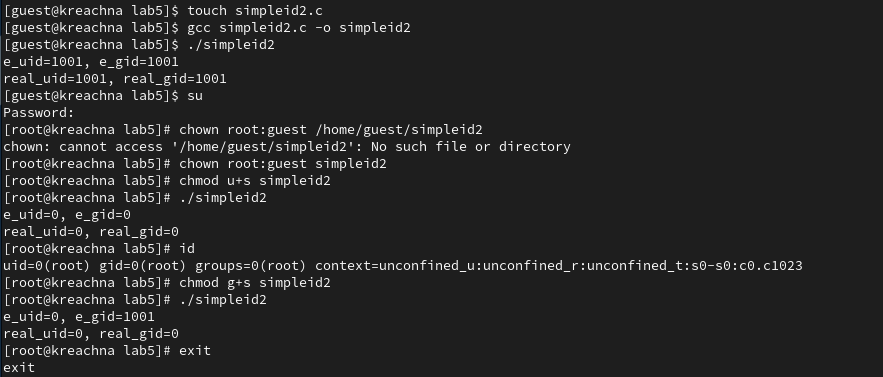 [guest@kreachna lab5]$ touch simpleid2.c
[guest@kreachna lab5]$ gcc simpleid2.c -o simpleid2
[guest@kreachna lab5]$ ./simpleid2
e_uid=1001, e_gid=1001
real_uid=1001, real_gid=1001
[guest@kreachna lab5]$ su
Password:
[root@kreachna lab5]# chown root:guest /home/guest/simpleid2
chown: cannot access '/home/guest/simpleid2': No such file or directory
[root@kreachna lab5]# chown root:guest simpleid2
[root@kreachna lab5]# chmod u+s simpleid2
[root@kreachna lab5]# ./simpleid2
e_uid=0, e_gid=0
real_uid=0, real_gid=0
[root@kreachna lab5]# id
uid=0(root) gid=0(root) groups=0(root) context=unconfined_u:unconfined_r:unconfined_t:s0-s0:c0.c1023
[root@kreachna lab5]# chmod g+s simpleid2
[root@kreachna lab5]# ./simpleid2
e_uid=0, e_gid=1001
real_uid=0, real_gid=0
[root@kreachna lab5]# exit
exit